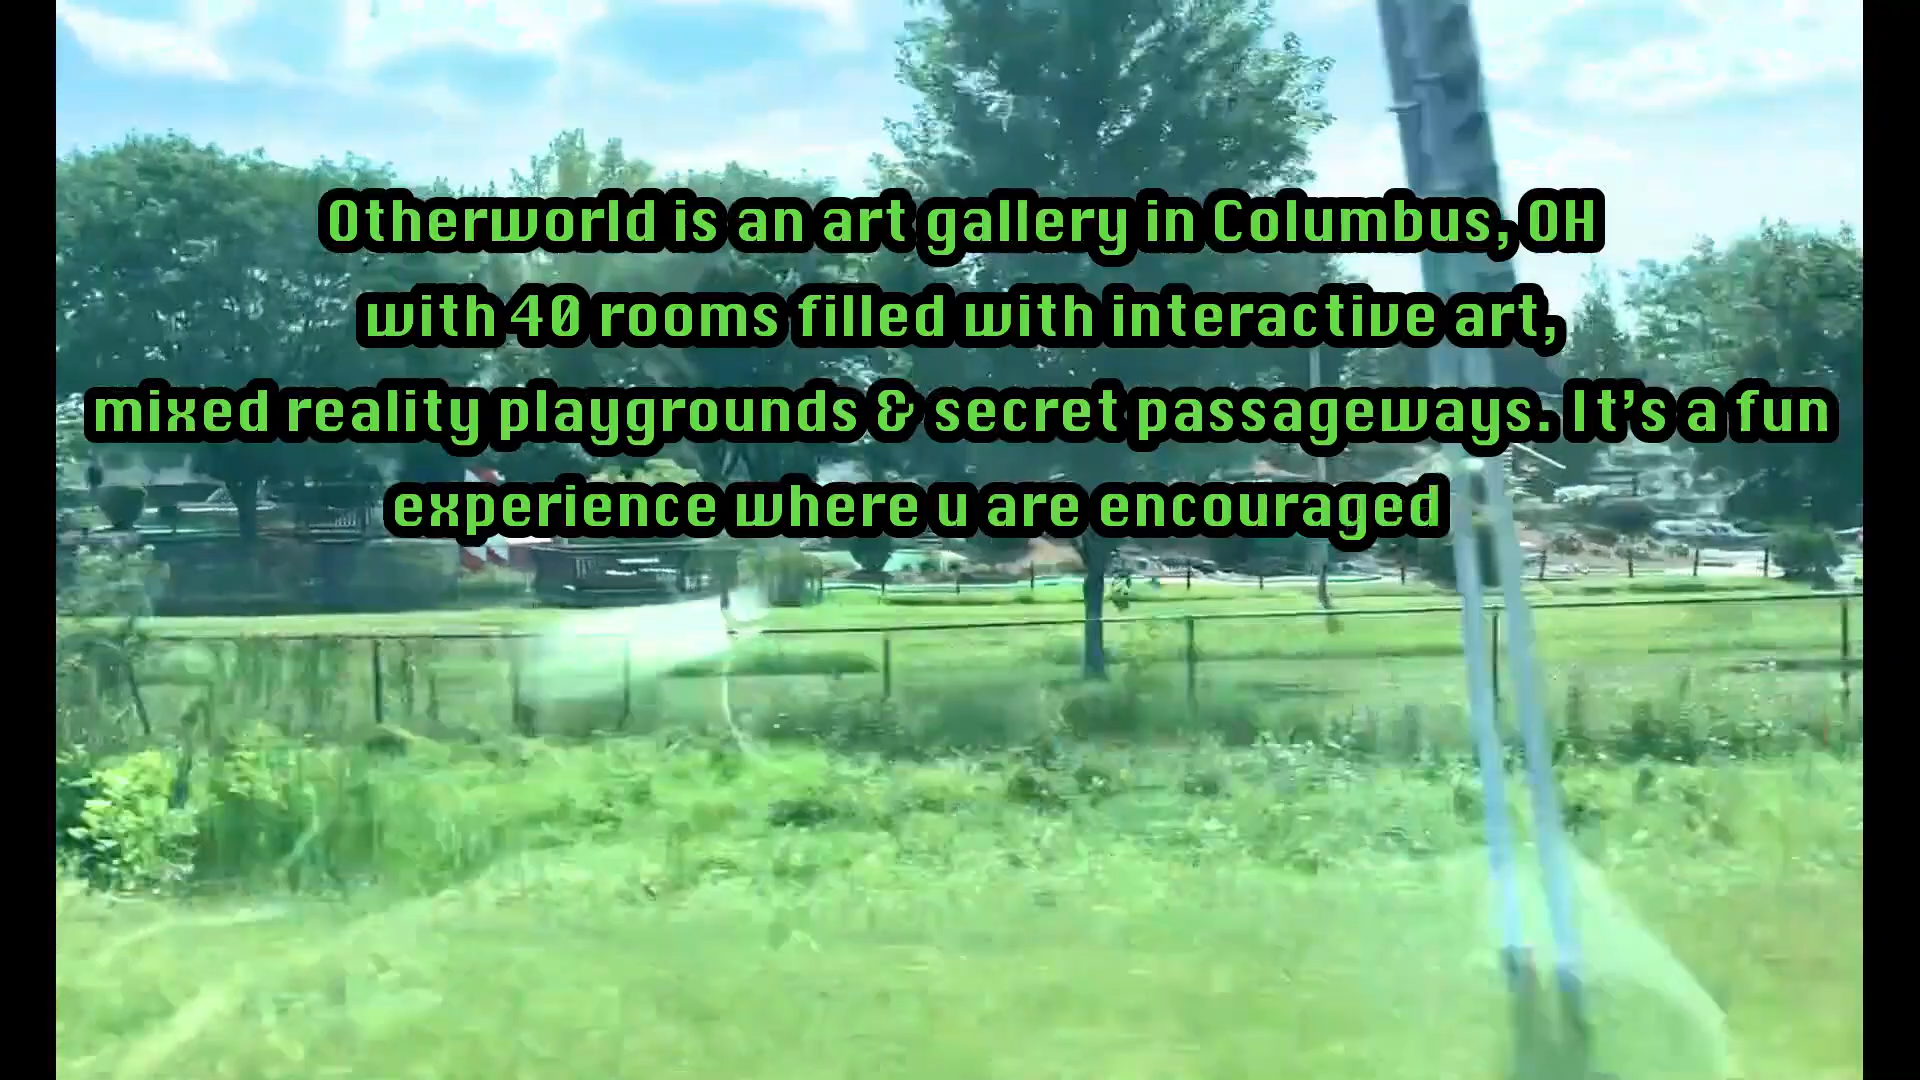 Otherworld is an art gallery in Columbus, OH
with 40 rooms filled with interactive art,
mixed reality playgrounds & secret passageways. It's a fun
experience where u are encouraged